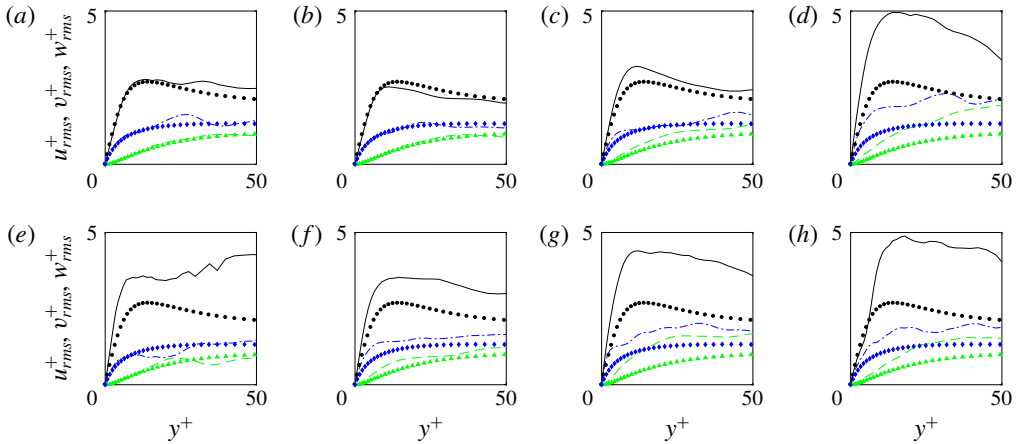 (a) 5 (b) 5 (c) 5 (d) 5
u+rms, v+rms, w+rms
0 50 0 50 0 50 0 50
(e) 5 (f) 5 (g) 5 (h) 5
u+rms, v+rms, w+rms
0 50 0 50 0 50 0 50
y+ y+ y+ y+